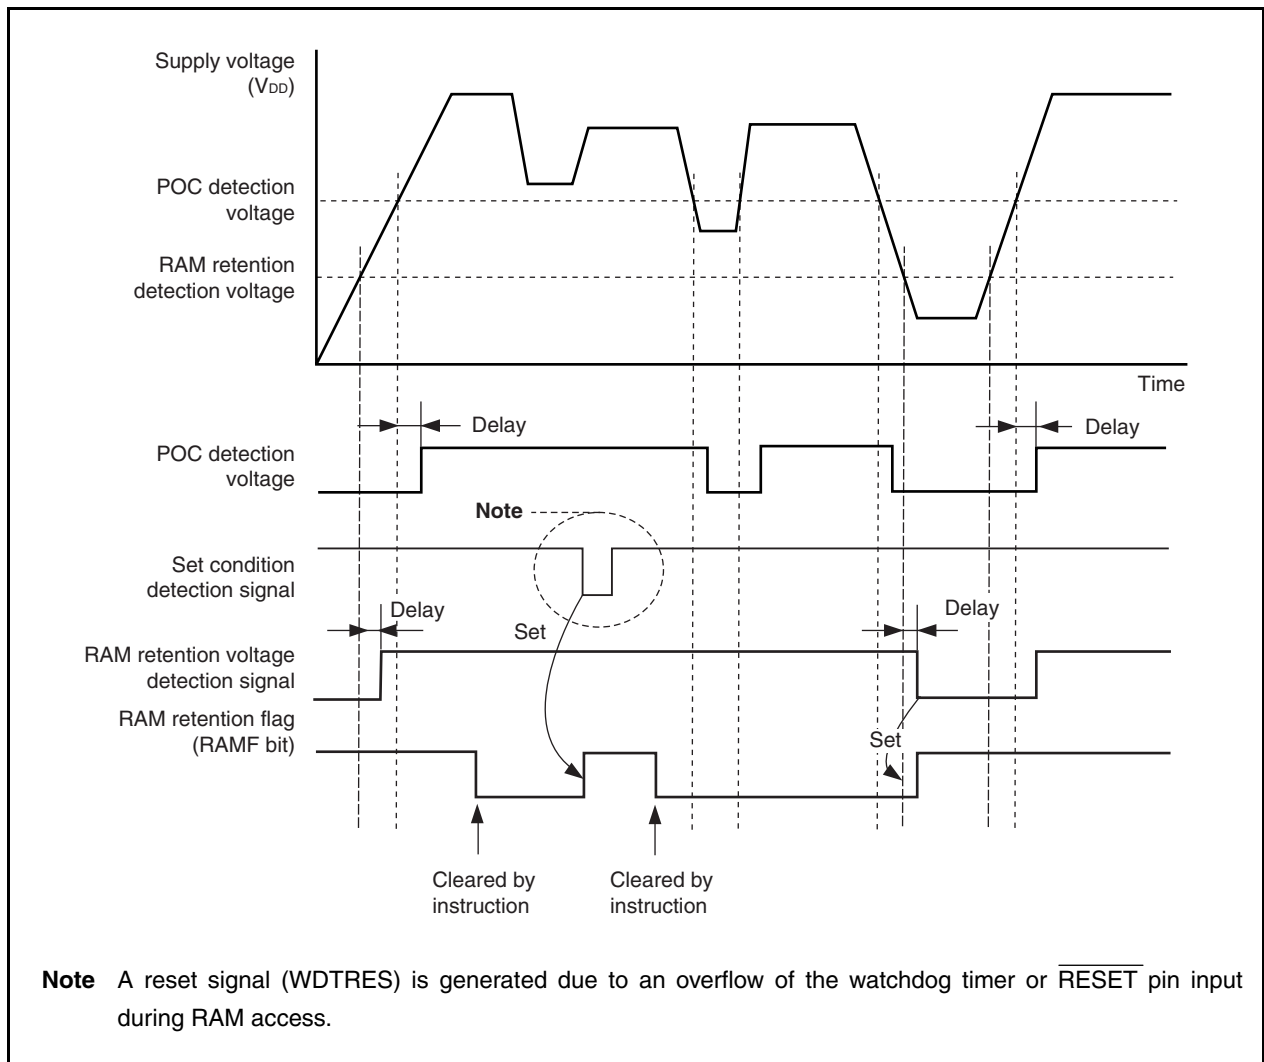 Supply voltage
(VDD)
POC detection
voltage
RAM retention
detection voltage
Time
Delay
Delay
POC detection
voltage
Note
Set condition
detection signal
Delay
Delay
Set
RAM retention voltage
detection signal
RAM retention flag
(RAMF bit)
Set
Cleared by
instruction
Cleared by
instruction
Note A reset signal (WDTRES) is generated due to an overflow of the watchdog timer or RESET pin input
during RAM access.